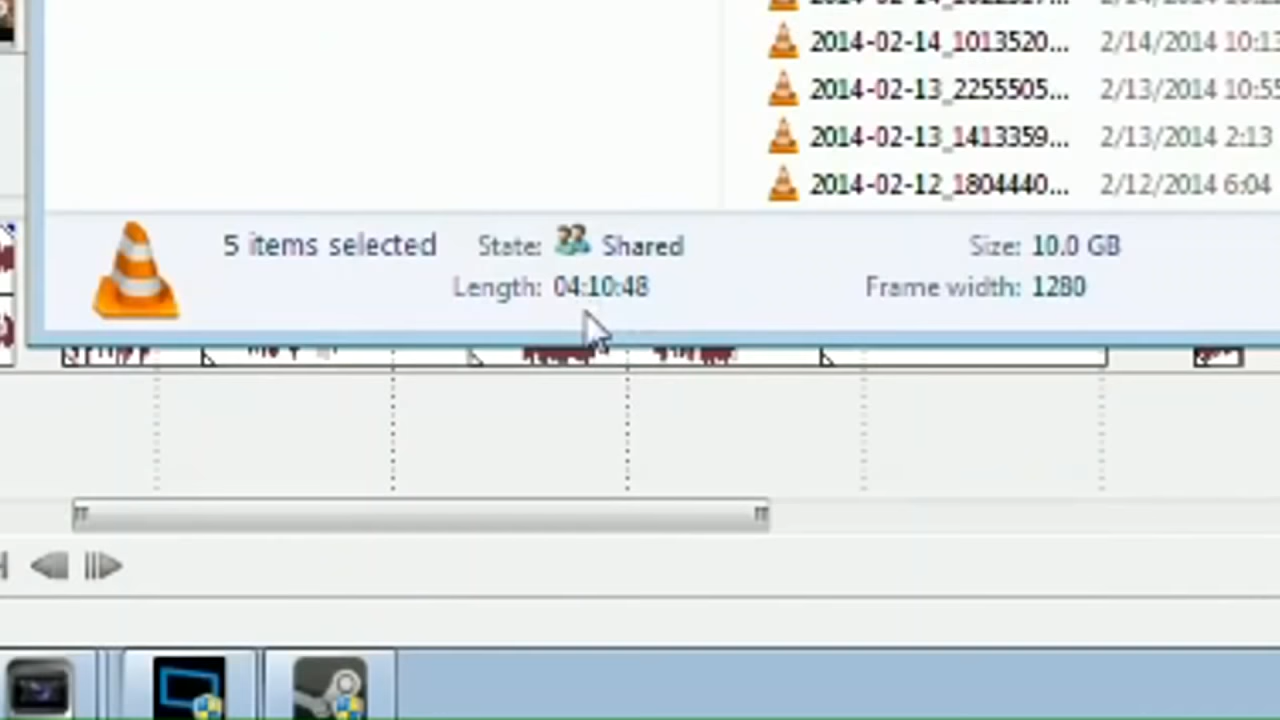 2014-02-14_1013520... 2/14/2014 10:13
2014-02-13_2255505... 2/13/2014 10:55
2014-02-13_1413359... 2/13/2014 2:13
2014-02-12_1804440... 2/12/2014 6:04
5 items selected State: Shared Size: 10.0 GB
Length: 04:10:48 Frame width: 1280